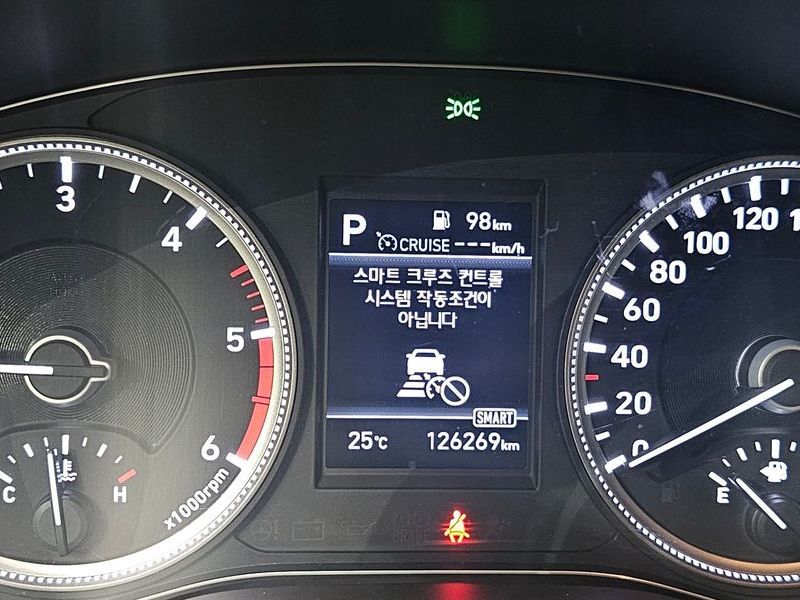 P
98km
CRUISE ---km/h
스마트 크루즈 컨트롤
시스템 작동조건이
아닙니다
SMART
25℃
126269km
3
4
5
6
x1000rpm
C
H
0
20
40
60
80
100
120
E